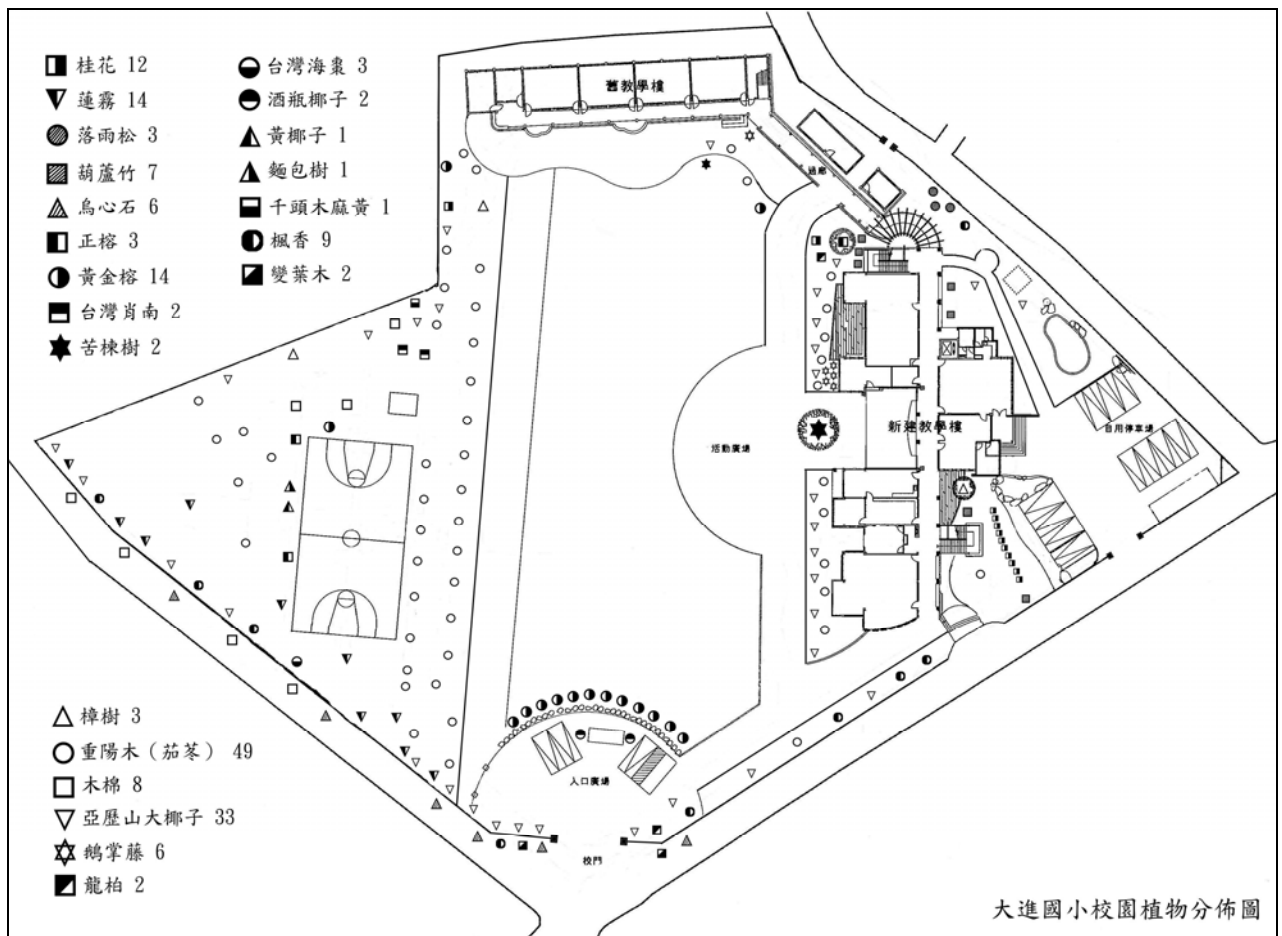 桂花 12
蓮霧 14
落雨松 3
葫蘆竹 7
烏心石 6
正榕 3
黃金榕 14
台灣肖南 2
苦楝樹 2
台灣海棗 3
酒瓶椰子 2
黃椰子 1
麵包樹 1
千頭木麻黃 1
楓香 9
變葉木 2
舊教學樓
通廊
活動廣場
新建教學樓
自用停車場
入口廣場
校門
樟樹 3
重陽木（茄苳） 49
木棉 8
亞歷山大椰子 33
鵝掌藤 6
龍柏 2
大進國小校園植物分佈圖